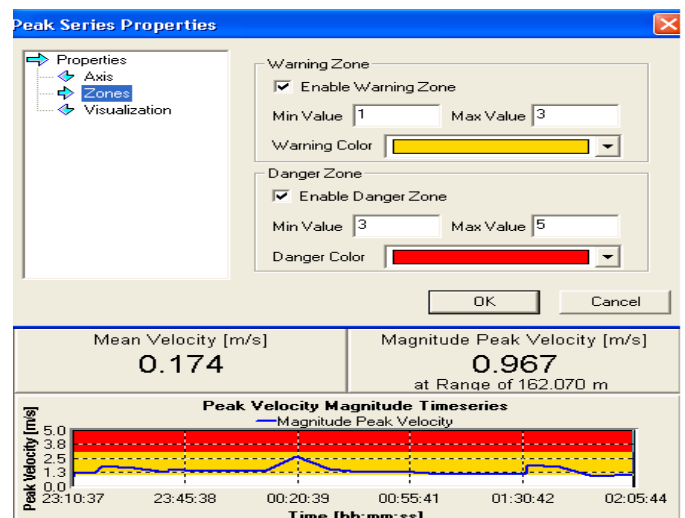 Peak Series Properties
Properties
Axis
Zones
Visualization
Warning Zone
Enable Warning Zone
Min Value 1 Max Value 3
Warning Color
Danger Zone
Enable Danger Zone
Min Value 3 Max Value 5
Danger Color
OK Cancel
Mean Velocity [m/s]
0.174
Magnitude Peak Velocity [m/s]
0.967
at Range of 162.070 m
Peak Velocity Magnitude Timeseries
Magnitude Peak Velocity
Peak Velocity [m/s]
5.0
3.8
2.5
1.3
0.0
23:10:37 23:45:38 00:20:39 00:55:41 01:30:42 02:05:44
Time [hh:mm:ss]